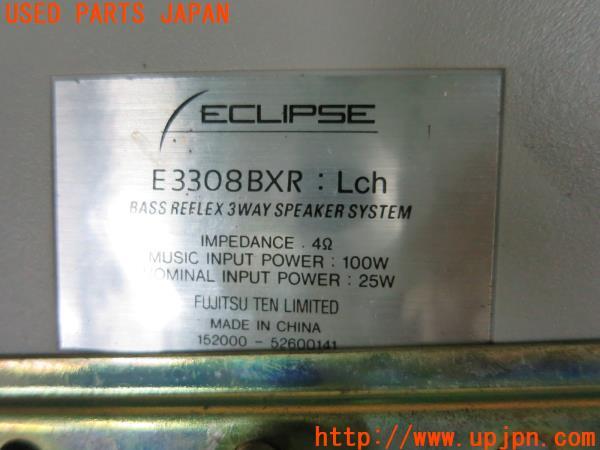 USED PARTS JAPAN
ECLIPSE
E3308BXR : Lch
BASS REFLEX 3WAY SPEAKER SYSTEM
IMPEDANCE : 4Ω
MUSIC INPUT POWER : 100W
NOMINAL INPUT POWER : 25W
FUJITSU TEN LIMITED
MADE IN CHINA
152000 - 52600141
http://www.upjpn.com